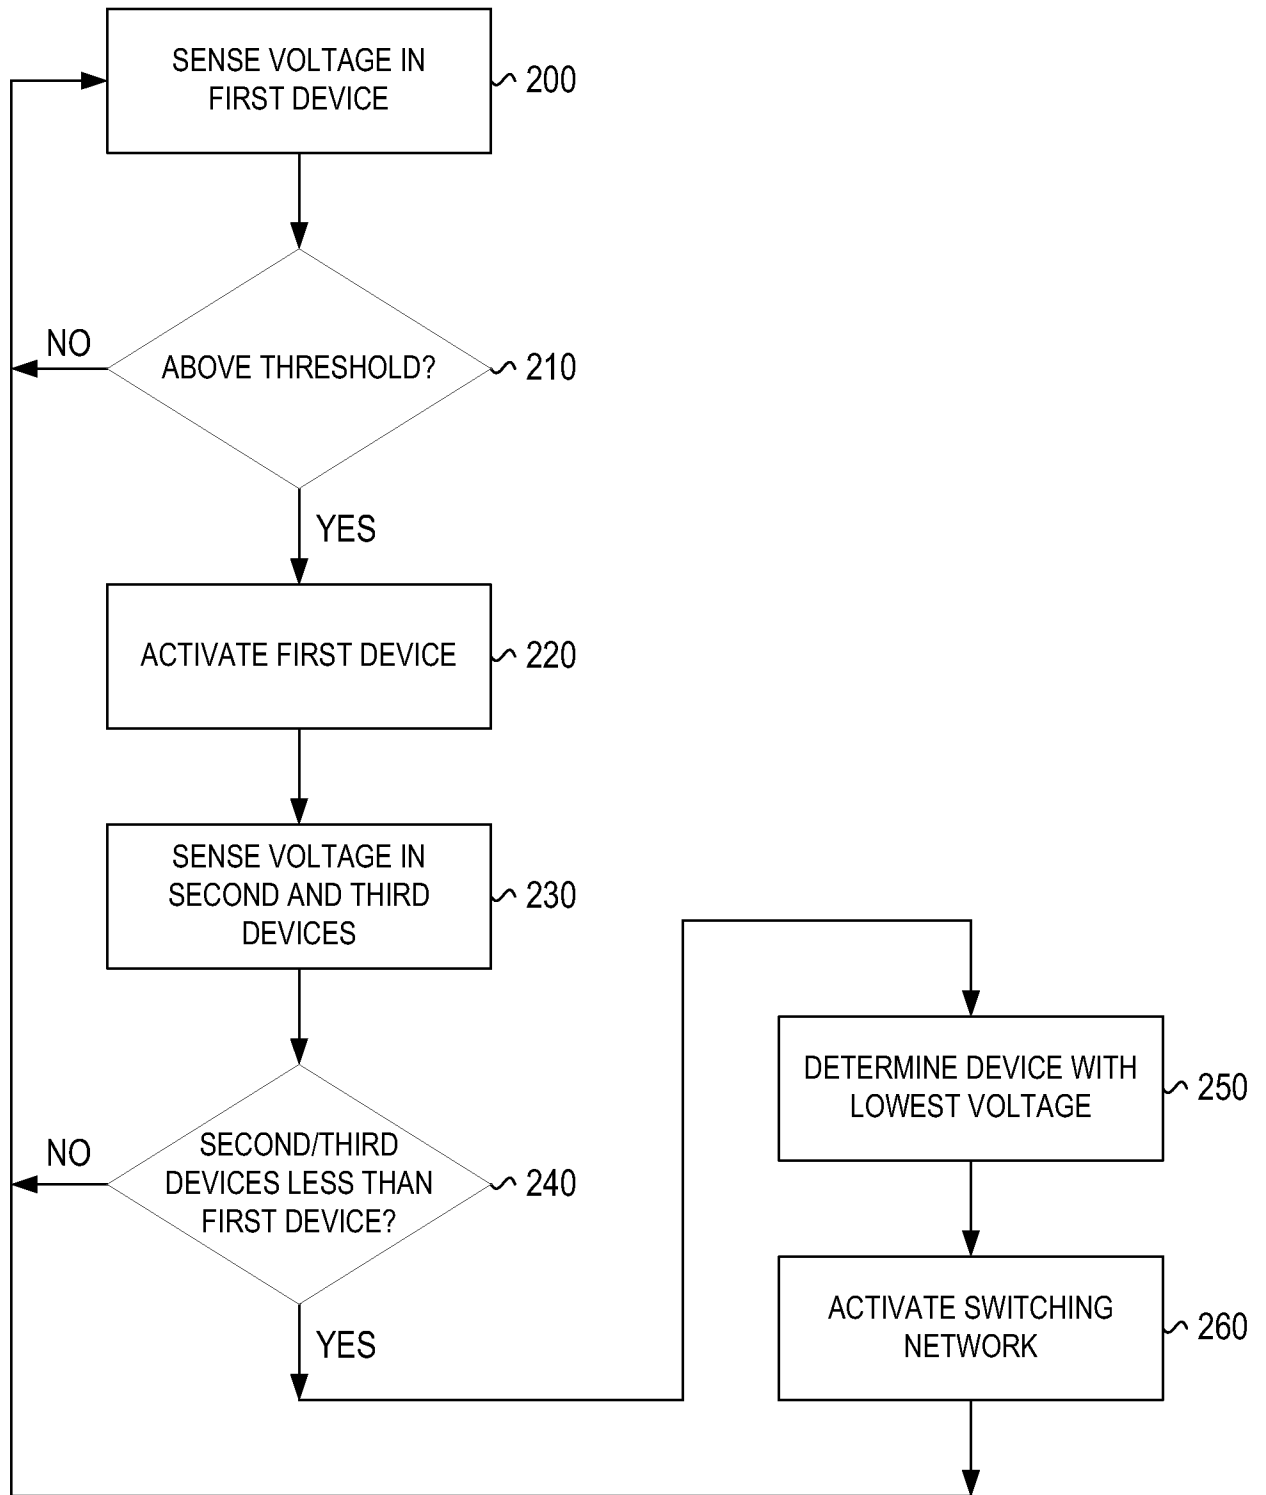 SENSE VOLTAGE IN
FIRST DEVICE
200
NO
ABOVE THRESHOLD?
210
YES
ACTIVATE FIRST DEVICE
220
SENSE VOLTAGE IN
SECOND AND THIRD
DEVICES
230
NO
SECOND/THIRD
DEVICES LESS THAN
FIRST DEVICE?
240
YES
DETERMINE DEVICE WITH
LOWEST VOLTAGE
250
ACTIVATE SWITCHING
NETWORK
260